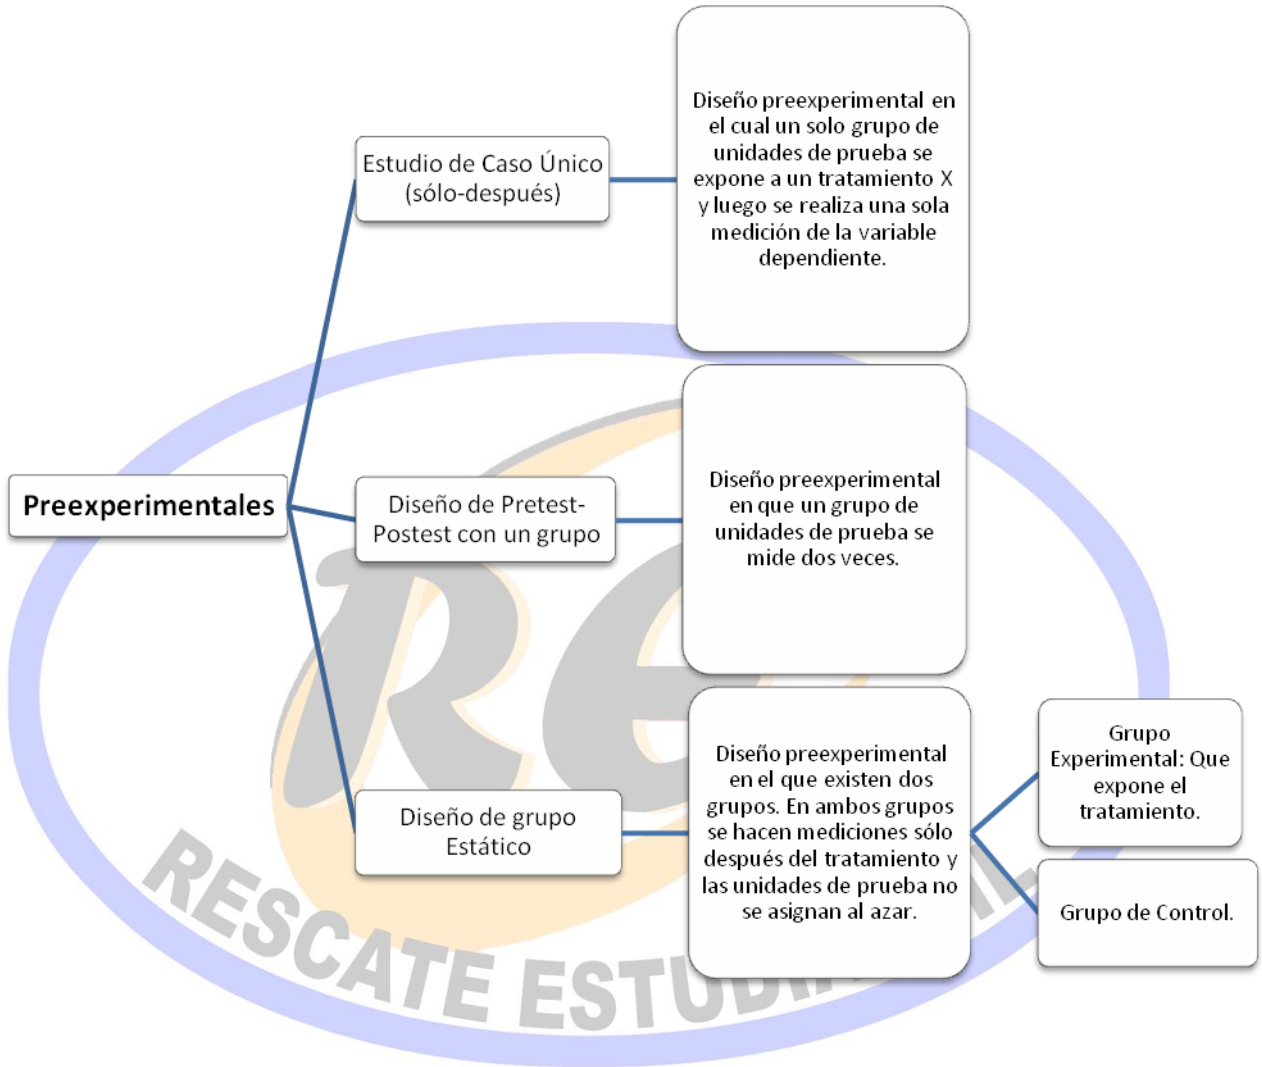 Preexperimentales
Estudio de Caso Único
(sólo-después)
Diseño preexperimental en
el cual un solo grupo de
unidades de prueba se
expone a un tratamiento X
y luego se realiza una sola
medición de la variable
dependiente.
Diseño de Pretest-
Postest con un grupo
Diseño preexperimental
en que un grupo de
unidades de prueba se
mide dos veces.
Diseño de grupo
Estático
Diseño preexperimental
en el que existen dos
grupos. En ambos grupos
se hacen mediciones sólo
después del tratamiento y
las unidades de prueba no
se asignan al azar.
Grupo
Experimental: Que
expone el
tratamiento.
Grupo de Control.
Re
RESCATE